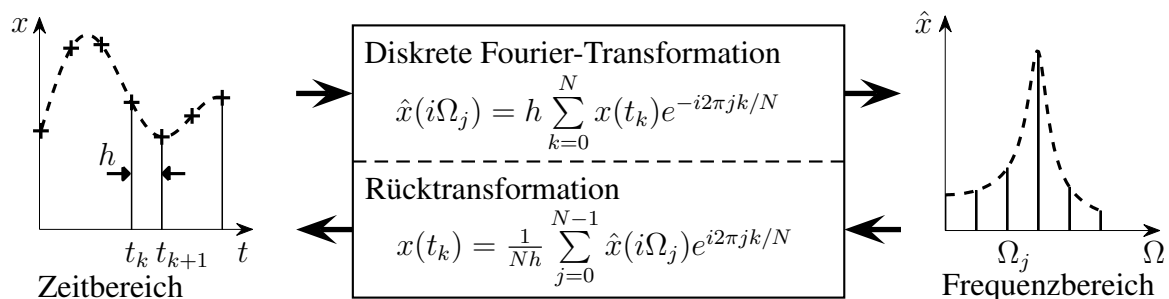 x
h
t_k t_{k+1} t
Zeitbereich
Diskrete Fourier-Transformation
x̂(iΩ_j) = h ∑_{k=0}^{N} x(t_k)e^{-i2πjk/N}
Rücktransformation
x(t_k) = \frac{1}{Nh} ∑_{j=0}^{N-1} x̂(iΩ_j)e^{i2πjk/N}
x̂
Ω_j Ω
Frequenzbereich